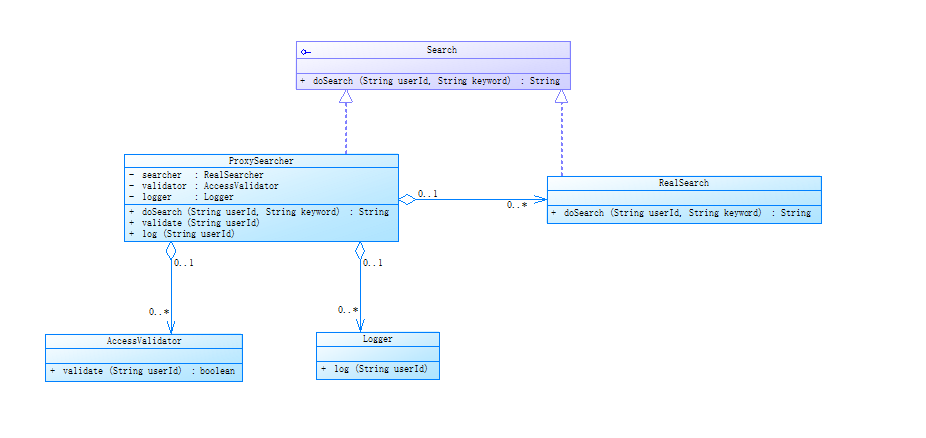 Search
+ doSearch (String userId, String keyword) : String
ProxySearcher
- searcher : RealSearcher
- validator : AccessValidator
- logger : Logger
+ doSearch (String userId, String keyword) : String
+ validate (String userId)
+ log (String userId)
RealSearch
+ doSearch (String userId, String keyword) : String
0..1
0..*
0..1
0..1
0..*
0..*
AccessValidator
+ validate (String userId) : boolean
Logger
+ log (String userId)